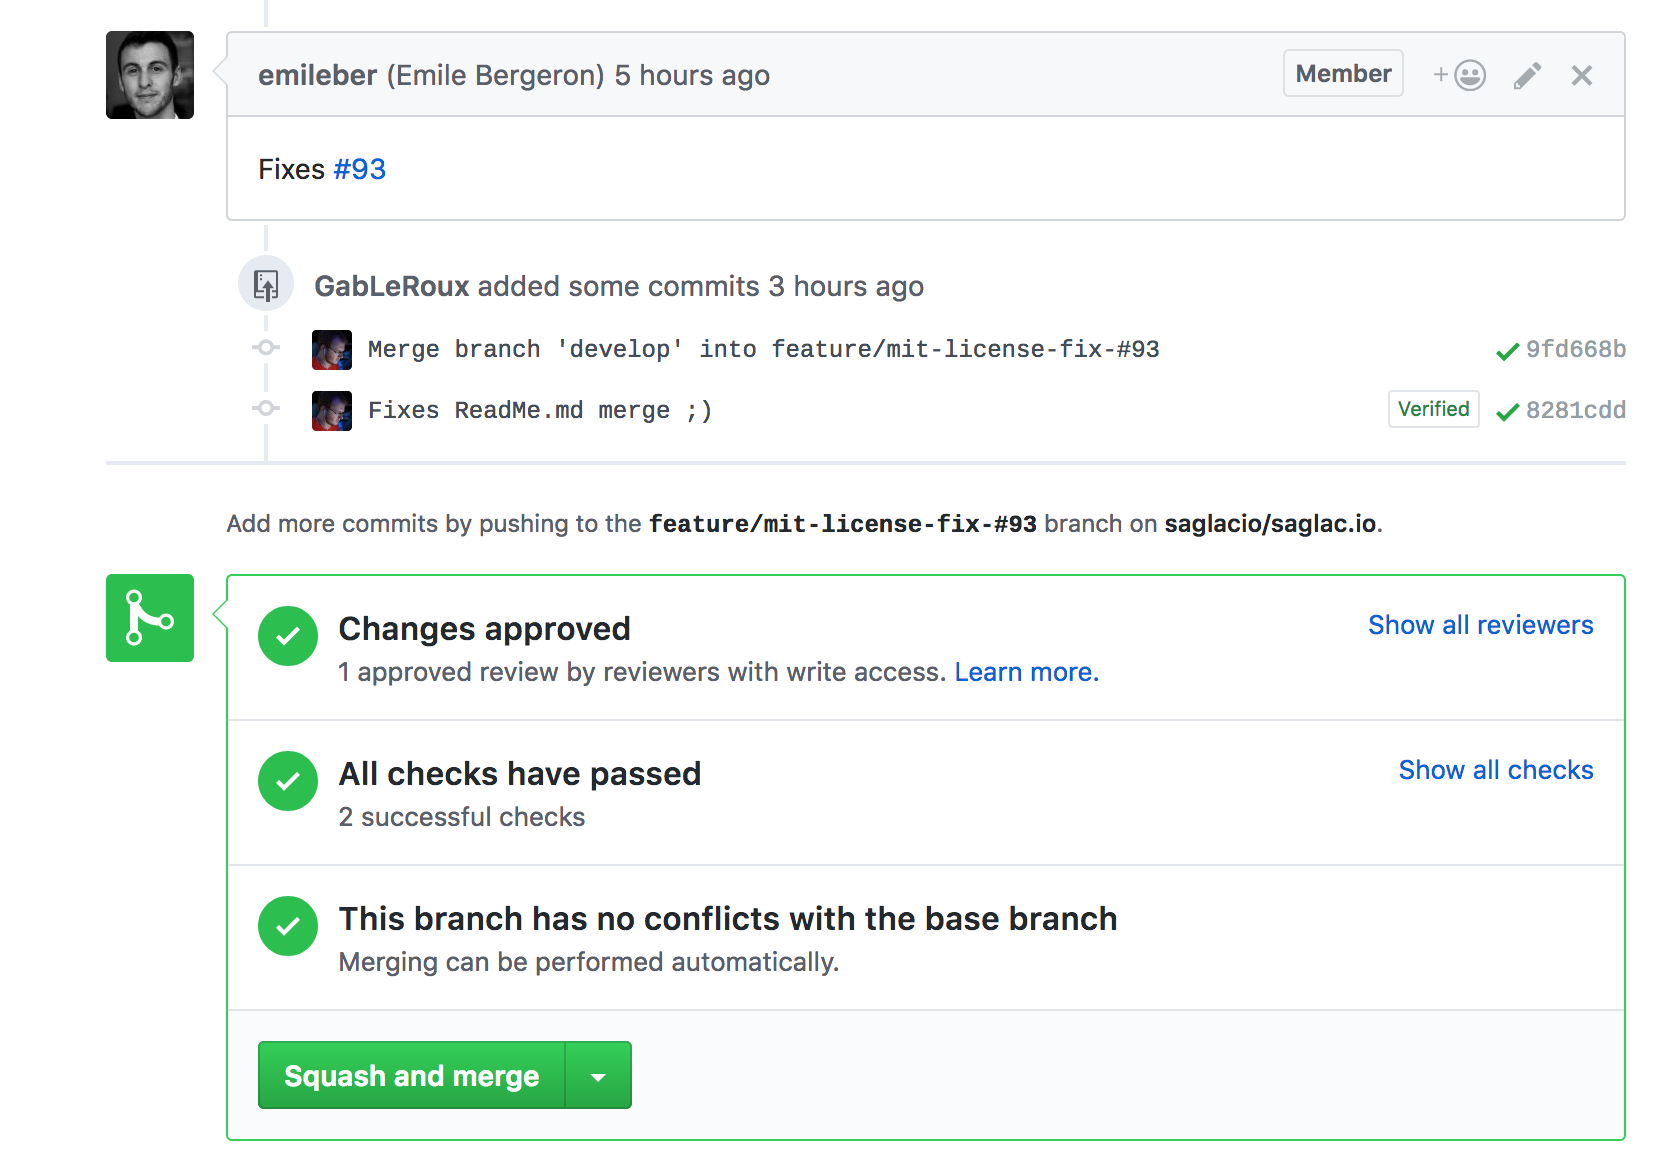 emileber (Emile Bergeron) 5 hours ago Member +
Fixes #93
GabLeRoux added some commits 3 hours ago
Merge branch 'develop' into feature/mit-license-fix-#93 9fd668b
Fixes ReadMe.md merge ;) Verified 8281cdd
Add more commits by pushing to the feature/mit-license-fix-#93 branch on saglacio/saglac.io.
Changes approved Show all reviewers
1 approved review by reviewers with write access. Learn more.
All checks have passed Show all checks
2 successful checks
This branch has no conflicts with the base branch
Merging can be performed automatically.
Squash and merge